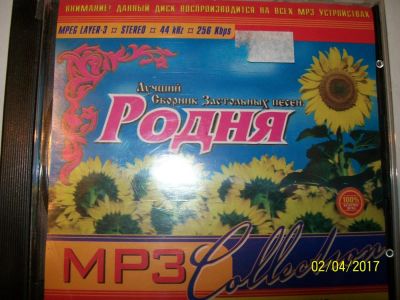 ВНИМАНИЕ! ДАННЫЙ ДИСК ВОСПРОИЗВОДИТСЯ НА ВСЕХ MP3 УСТРОЙСТВАХ
MPEG LAYER-3 ¤ STEREO ¤ 44 kHz ¤ 256 Kbps
Лучший
Сборник Застольных песен
РОДНЯ
100%
MP3 Collection
02/04/2017